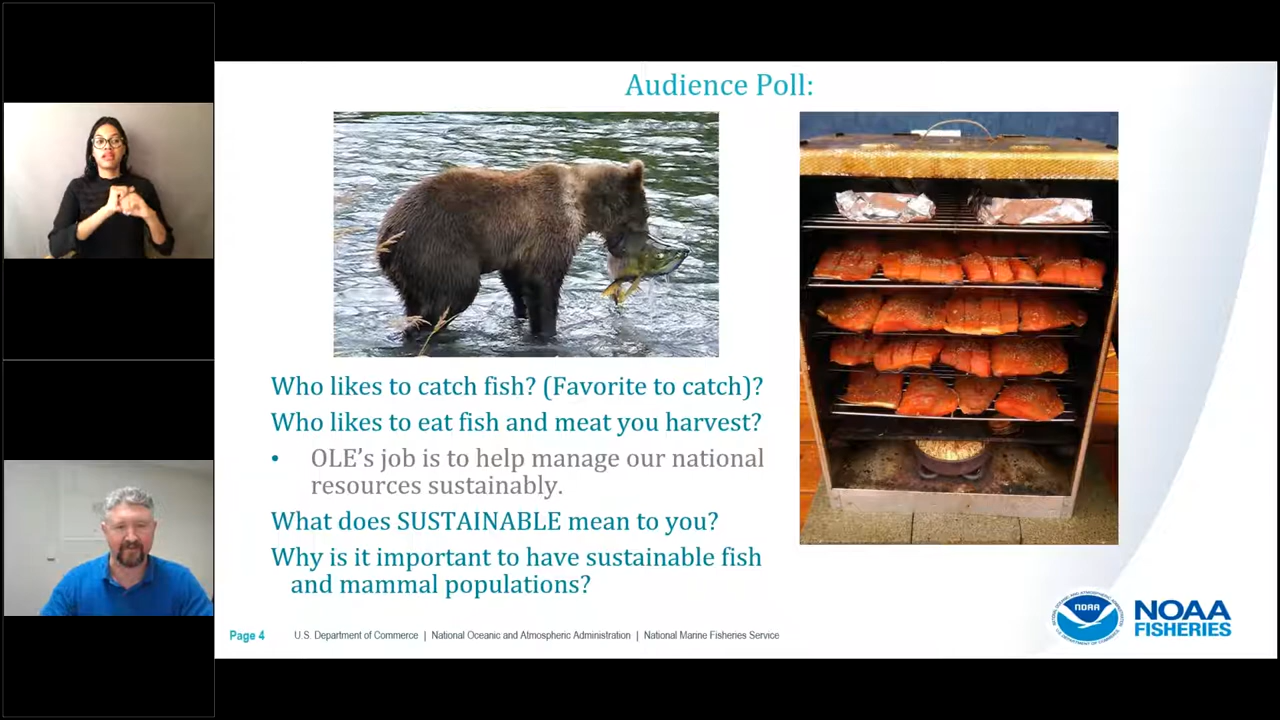 Audience Poll:
Who likes to catch fish? (Favorite to catch)?
Who likes to eat fish and meat you harvest?
• OLE's job is to help manage our national
resources sustainably.
What does SUSTAINABLE mean to you?
Why is it important to have sustainable fish
and mammal populations?
Page 4
U.S. Department of Commerce | National Oceanic and Atmospheric Administration | National Marine Fisheries Service
NOAA
NOAA
FISHERIES